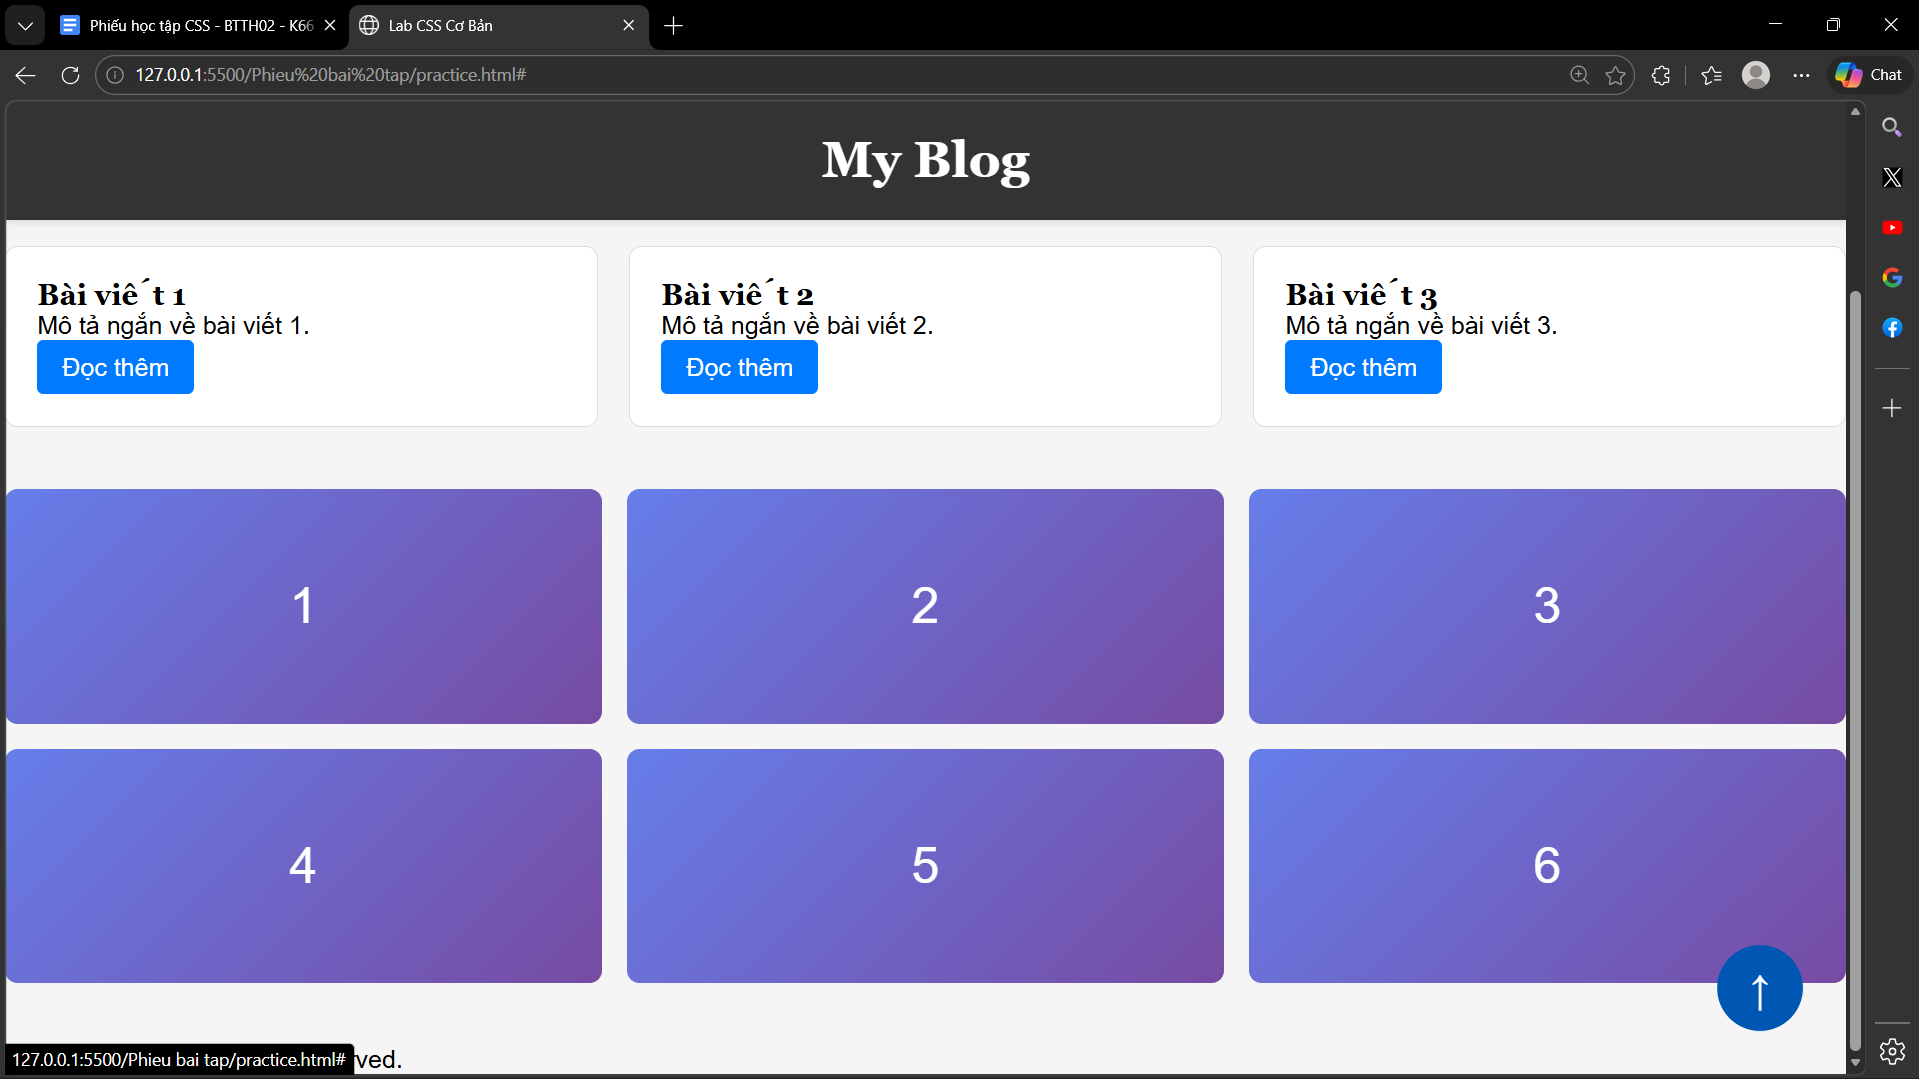 Phiếu học tập CSS - BTTH02 - K66
Lab CSS Cơ Bản
127.0.0.1:5500/Phieu%20bai%20tap/practice.html#
Chat
My Blog
Bài viết 1
Mô tả ngắn về bài viết 1.
Đọc thêm
Bài viết 2
Mô tả ngắn về bài viết 2.
Đọc thêm
Bài viết 3
Mô tả ngắn về bài viết 3.
Đọc thêm
1
2
3
4
5
6
↑
127.0.0.1:5500/Phieu bai tap/practice.html#
ved.